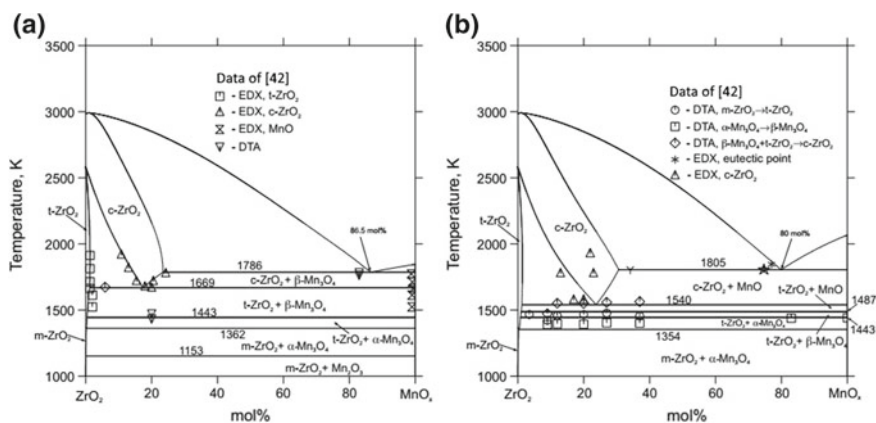 (a)
3500
3000
2500
2000
1500
1000
Temperature, K
Data of [42]
- EDX, t-ZrO₂
- EDX, c-ZrO₂
- EDX, MnO
- DTA
t-ZrO₂
c-ZrO₂
86.5 mol%
1786
c-ZrO₂ + β-Mn₃O₄
1669
t-ZrO₂ + β-Mn₃O₄
1443
m-ZrO₂
1362
t-ZrO₂ + α-Mn₃O₄
m-ZrO₂ + α-Mn₃O₄
1153
m-ZrO₂ + Mn₂O₃
ZrO₂
20
40
60
80
MnOₓ
mol%
(b)
3500
3000
2500
2000
1500
1000
Temperature, K
Data of [42]
- DTA, m-ZrO₂→t-ZrO₂
- DTA, α-Mn₃O₄→β-Mn₃O₄
- DTA, β-Mn₃O₄+t-ZrO₂→c-ZrO₂
- EDX, eutectic point
- EDX, c-ZrO₂
t-ZrO₂
c-ZrO₂
80 mol%
1805
c-ZrO₂ + MnO
t-ZrO₂ + MnO
1540
1487
t-ZrO₂ + α-Mn₃O₄
1443
m-ZrO₂
1354
t-ZrO₂ + β-Mn₃O₄
m-ZrO₂ + α-Mn₃O₄
ZrO₂
20
40
60
80
MnOₓ
mol%